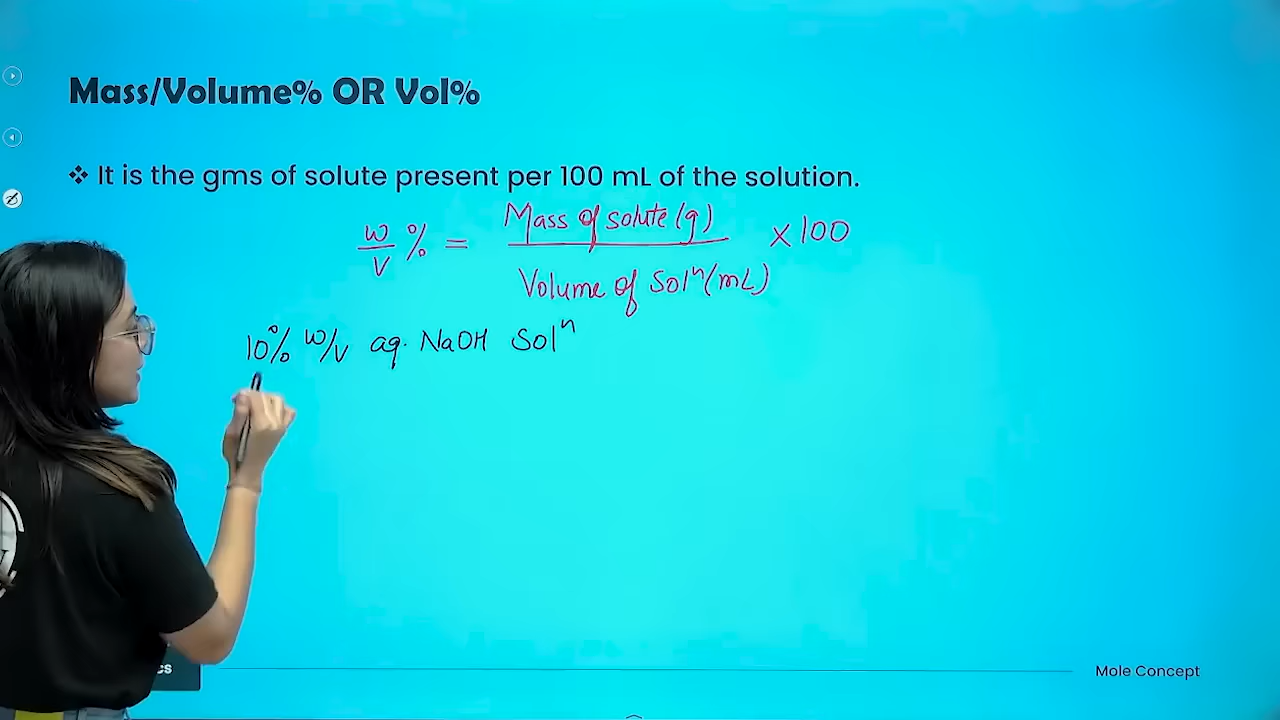 Mass/Volume% OR Vol%
❖ It is the gms of solute present per 100 mL of the solution.
w/v % = Mass of solute (g) / Volume of Solⁿ (mL) × 100
10% w/v aq. NaOH Solⁿ
cs
Mole Concept